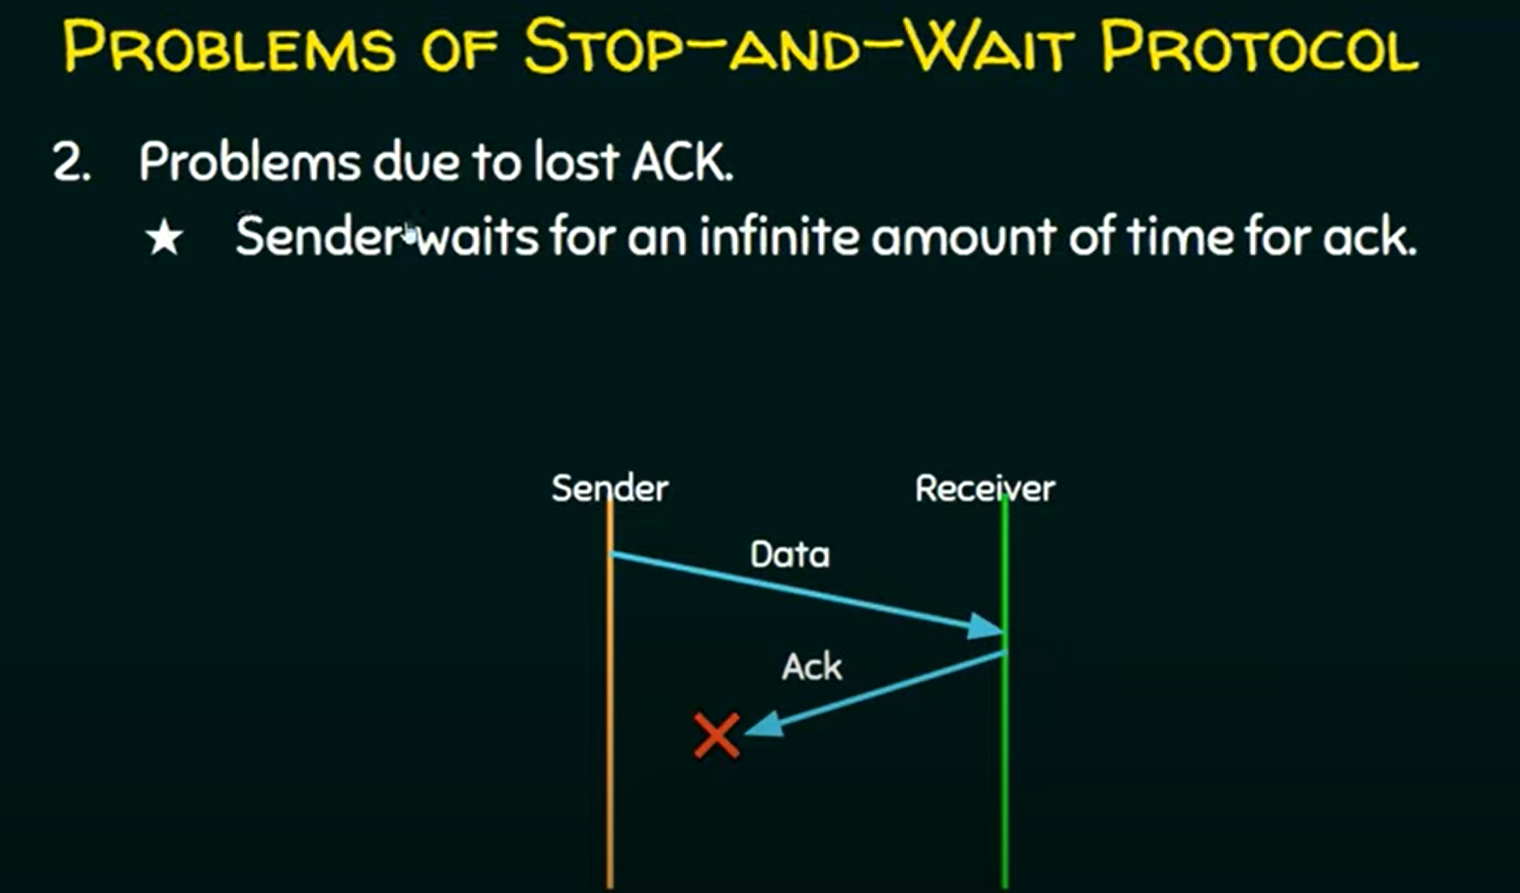 PROBLEMS OF STOP-AND-WAIT PROTOCOL
2. Problems due to lost ACK.
★ Sender waits for an infinite amount of time for ack.
Sender Receiver
Data
Ack